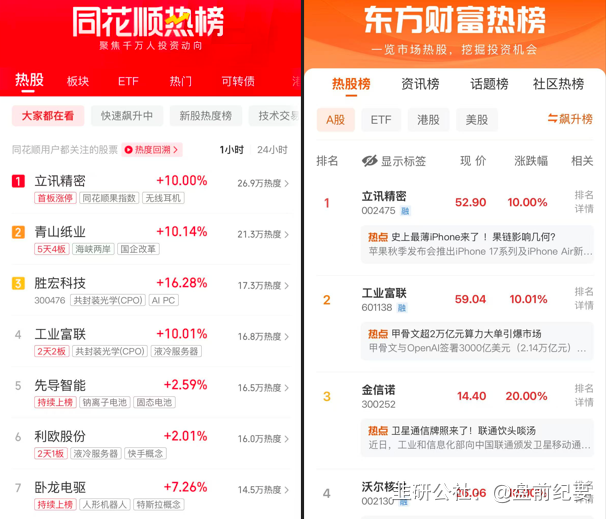 同花顺热榜
聚焦千万人投资动向
热股 板块 ETF 热门 可转债
大家都在看 快速飙升中 新股热度榜 技术交易
同花顺用户都关注的股票 热度回溯 > 1小时 24小时
1 立讯精密 +10.00% 26.9万热度 >
首板涨停 同花顺果指数 无线耳机
2 青山纸业 +10.14% 21.3万热度 >
5天4板 海峡两岸 国企改革
3 胜宏科技 +16.28% 17.3万热度 >
300476 共封装光学(CPO) AI PC
4 工业富联 +10.01% 16.8万热度 >
2天2板 共封装光学(CPO) 液冷服务器
5 先导智能 +2.59% 16.5万热度 >
持续上榜 钠离子电池 固态电池
6 利欧股份 +2.01% 16.0万热度 >
2天1板 液冷服务器 快手概念
7 卧龙电驱 +7.26% 14.5万热度 >
持续上榜 人形机器人 特斯拉概念
东方财富热榜
一览市场热股，挖掘投资机会
热股榜 资讯榜 话题榜 社区热榜
A股 ETF 港股 美股 飙升榜
排名 显示标签 现价 涨跌幅 相关
1 立讯精密 52.90 10.00% 排名
002475 融 详情
热点 史上最薄iPhone来了！果链影响几何？
苹果秋季发布会推出iPhone 17系列及iPhone Air新...
2 工业富联 59.04 10.01% 排名
601138 融 详情
热点 甲骨文超2万亿元算力大单引爆市场
甲骨文与OpenAI签署3000亿美元（2.14万亿元）...
3 金信诺 14.40 20.00% 排名
300252 详情
热点 卫星通信牌照来了！联通饮头啖汤
近日，工业和信息化部向中国联通颁发卫星移动通...
4 沃尔核材
002130 融 详情
韭研公社：@盘前纪要